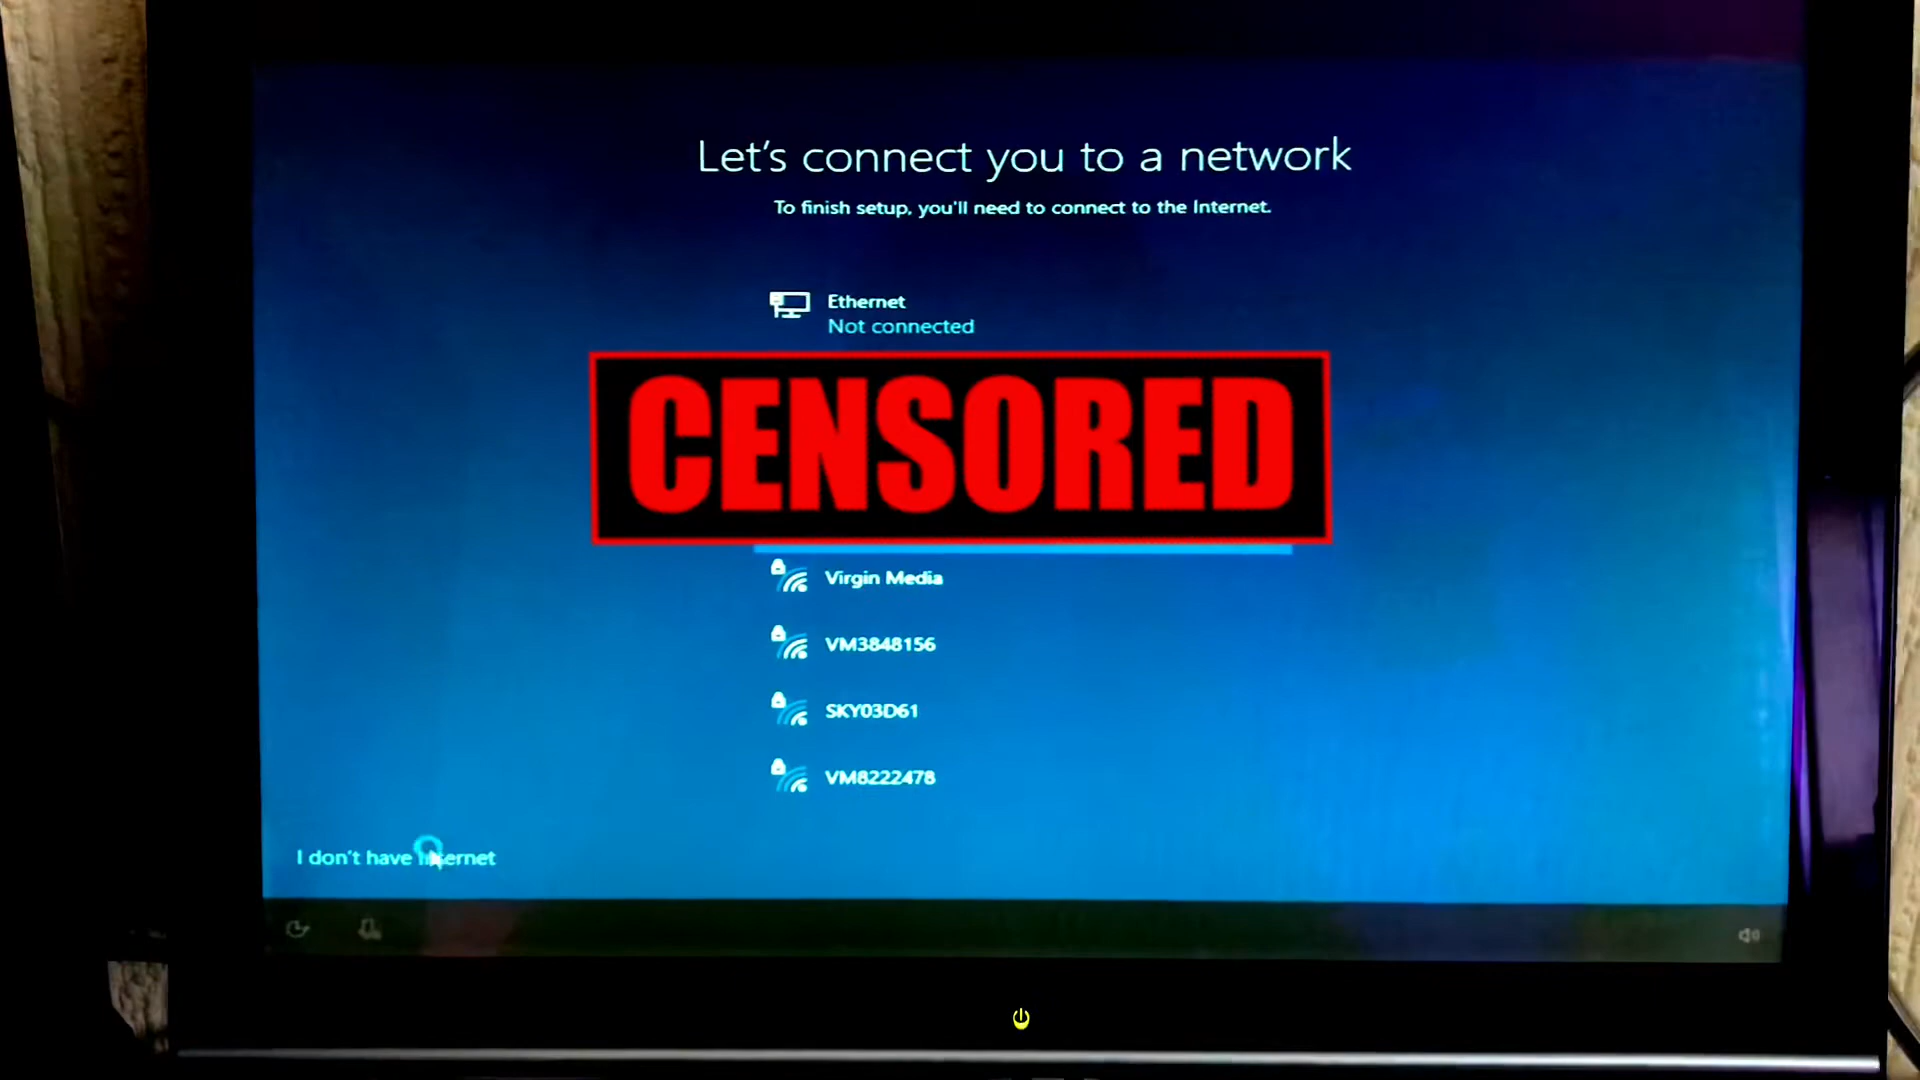 Let's connect you to a network
To finish setup, you'll need to connect to the Internet.
Ethernet
Not connected
CENSORED
Virgin Media
VM3848156
SKY03D61
VM8222478
I don't have internet